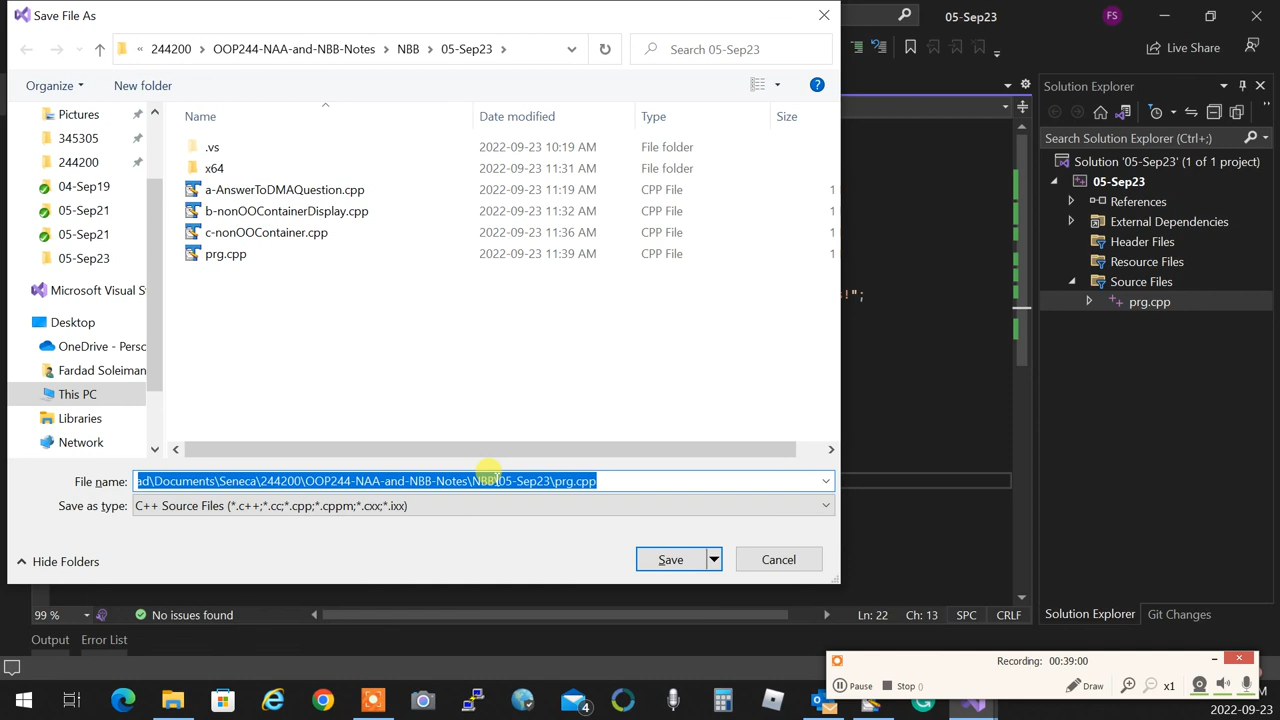 Save File As
« 244200 > OOP244-NAA-and-NBB-Notes > NBB > 05-Sep23 >
Search 05-Sep23
Organize
New folder
Name
Date modified
Type
Size
.vs 2022-09-23 10:19 AM File folder
x64 2022-09-23 11:31 AM File folder
a-AnswerToDMAQuestion.cpp 2022-09-23 11:19 AM CPP File 1
b-nonOOContainerDisplay.cpp 2022-09-23 11:32 AM CPP File 1
c-nonOOContainer.cpp 2022-09-23 11:36 AM CPP File 1
prg.cpp 2022-09-23 11:39 AM CPP File 1
Pictures
345305
244200
04-Sep19
05-Sep21
05-Sep21
05-Sep23
Microsoft Visual S
Desktop
OneDrive - Perso
Fardad Soleiman
This PC
Libraries
Network
File name: ad\Documents\Seneca\244200\OOP244-NAA-and-NBB-Notes\NBB\05-Sep23\prg.cpp
Save as type: C++ Source Files (*.c++;*.cc;*.cpp;*.cppm;*.cxx;*.ixx)
Hide Folders
Save
Cancel
05-Sep23
FS
Live Share
!";
Solution Explorer
Search Solution Explorer (Ctrl+;)
Solution '05-Sep23' (1 of 1 project)
05-Sep23
References
External Dependencies
Header Files
Resource Files
Source Files
prg.cpp
Solution Explorer
Git Changes
99 %
No issues found
Ln: 22
Ch: 13
SPC
CRLF
Output
Error List
Recording: 00:39:00
Pause
Stop ()
Draw
x1
4
M
2022-09-23